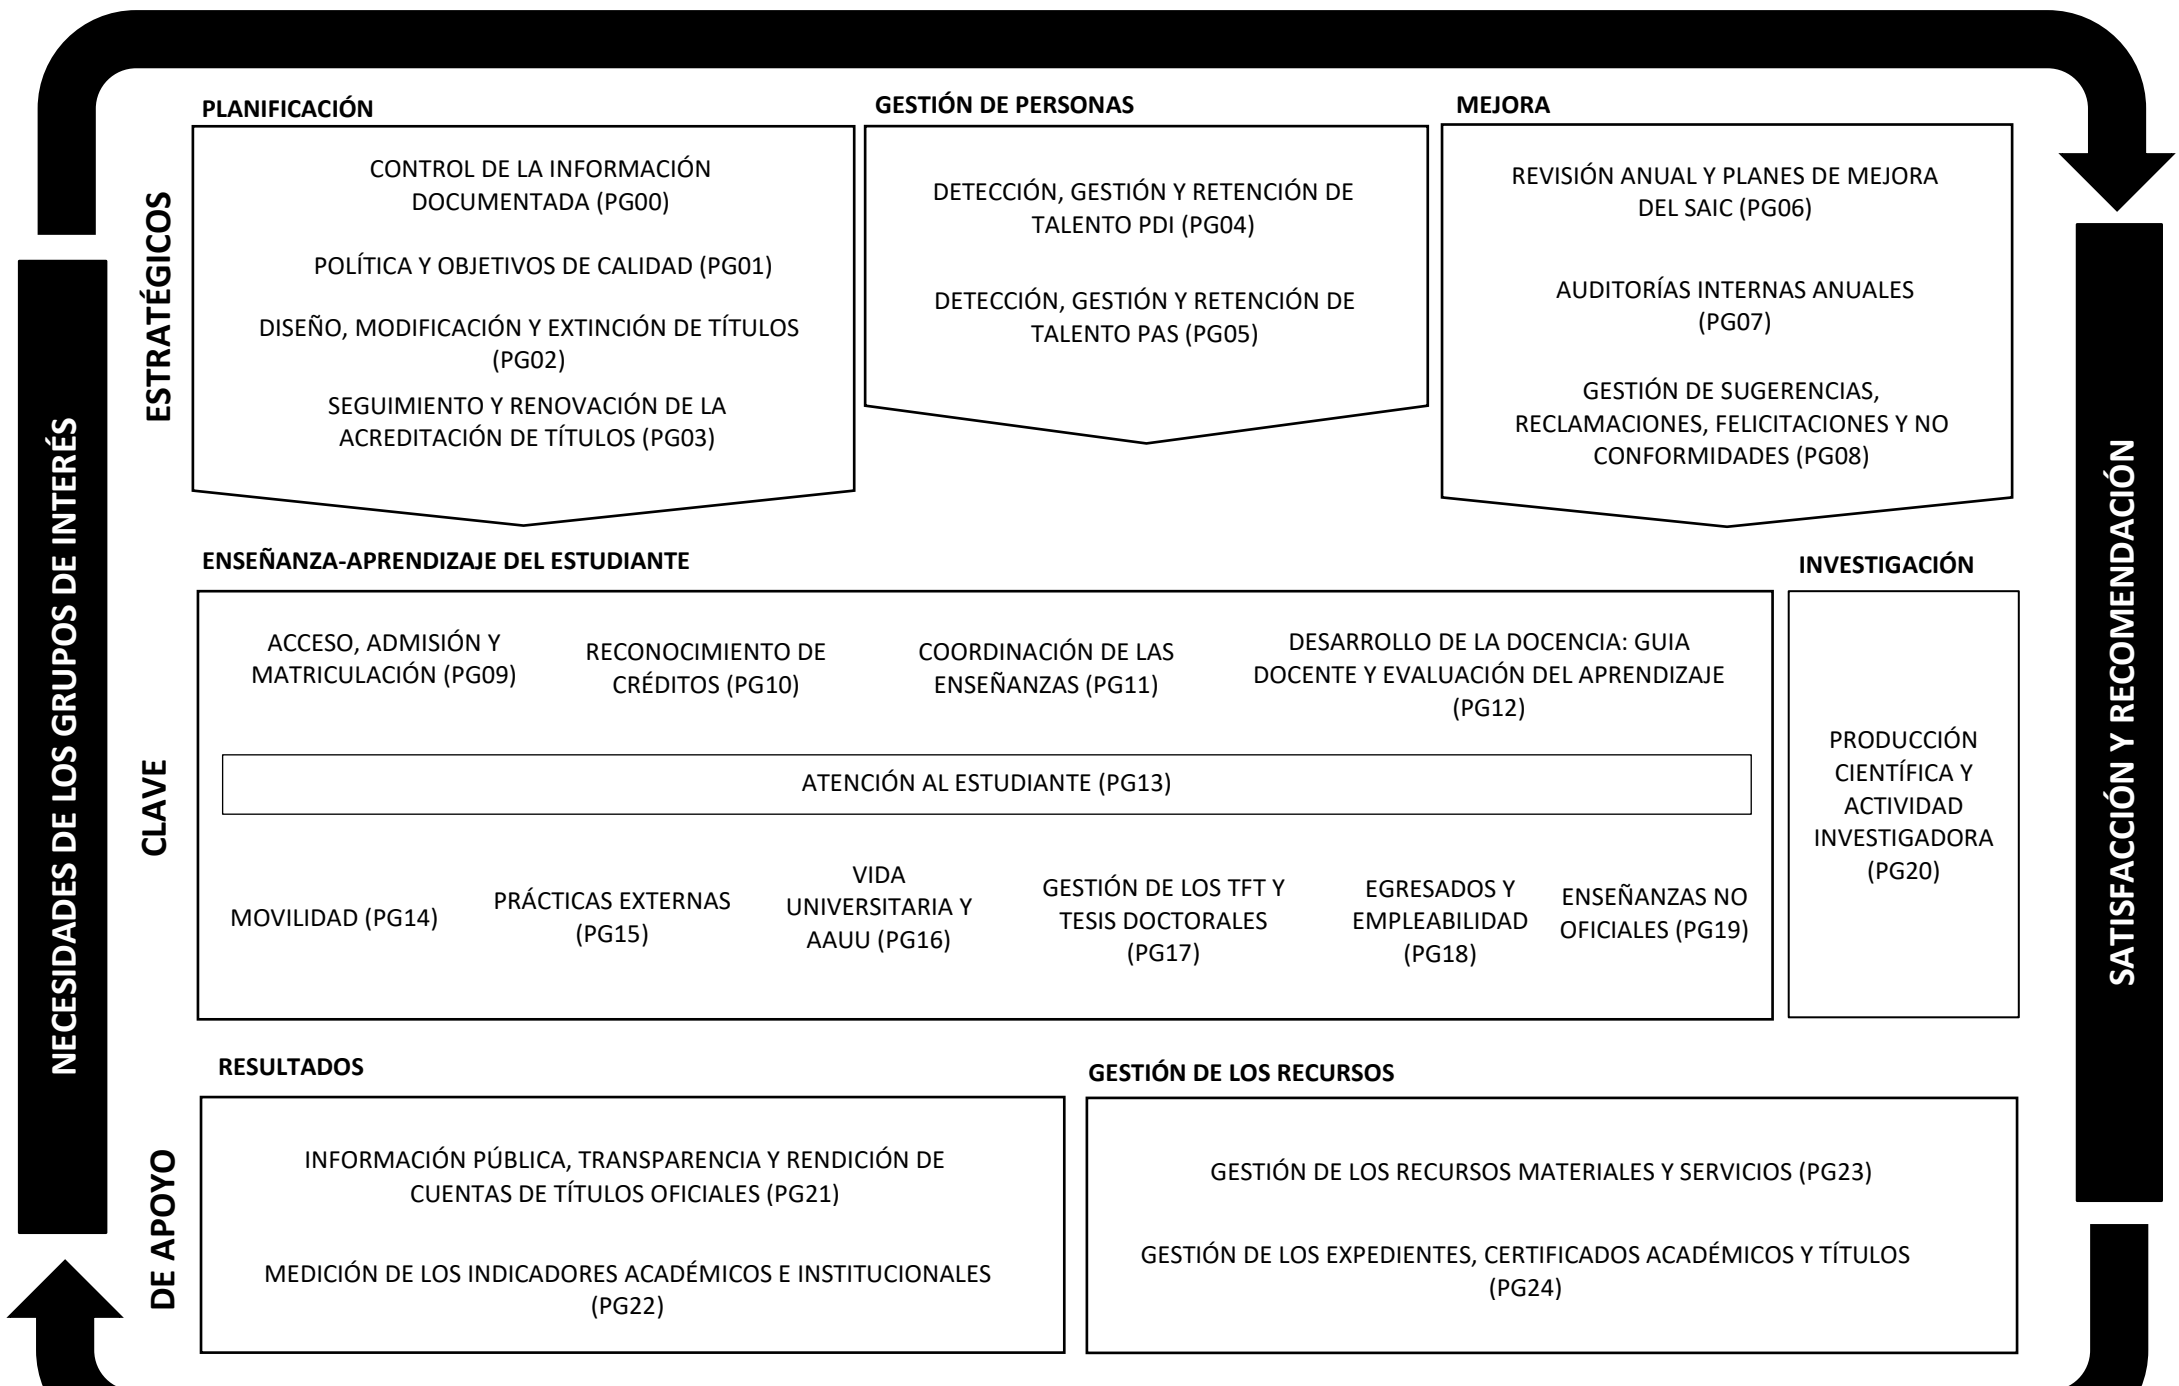 PLANIFICACIÓN
CONTROL DE LA INFORMACIÓN
DOCUMENTADA (PG00)
POLÍTICA Y OBJETIVOS DE CALIDAD (PG01)
DISEÑO, MODIFICACIÓN Y EXTINCIÓN DE TÍTULOS
(PG02)
SEGUIMIENTO Y RENOVACIÓN DE LA
ACREDITACIÓN DE TÍTULOS (PG03)
GESTIÓN DE PERSONAS
DETECCIÓN, GESTIÓN Y RETENCIÓN DE
TALENTO PDI (PG04)
DETECCIÓN, GESTIÓN Y RETENCIÓN DE
TALENTO PAS (PG05)
MEJORA
REVISIÓN ANUAL Y PLANES DE MEJORA
DEL SAIC (PG06)
AUDITORÍAS INTERNAS ANUALES
(PG07)
GESTIÓN DE SUGERENCIAS,
RECLAMACIONES, FELICITACIONES Y NO
CONFORMIDADES (PG08)
ESTRATÉGICOS
NECESIDADES DE LOS GRUPOS DE INTERÉS
SATISFACCIÓN Y RECOMENDACIÓN
ENSEÑANZA-APRENDIZAJE DEL ESTUDIANTE
ACCESO, ADMISIÓN Y
MATRICULACIÓN (PG09)
RECONOCIMIENTO DE
CRÉDITOS (PG10)
COORDINACIÓN DE LAS
ENSEÑANZAS (PG11)
DESARROLLO DE LA DOCENCIA: GUIA
DOCENTE Y EVALUACIÓN DEL APRENDIZAJE
(PG12)
ATENCIÓN AL ESTUDIANTE (PG13)
MOVILIDAD (PG14)
PRÁCTICAS EXTERNAS
(PG15)
VIDA
UNIVERSITARIA Y
AAUU (PG16)
GESTIÓN DE LOS TFT Y
TESIS DOCTORALES
(PG17)
EGRESADOS Y
EMPLEABILIDAD
(PG18)
ENSEÑANZAS NO
OFICIALES (PG19)
INVESTIGACIÓN
PRODUCCIÓN
CIENTÍFICA Y
ACTIVIDAD
INVESTIGADORA
(PG20)
CLAVE
RESULTADOS
INFORMACIÓN PÚBLICA, TRANSPARENCIA Y RENDICIÓN DE
CUENTAS DE TÍTULOS OFICIALES (PG21)
MEDICIÓN DE LOS INDICADORES ACADÉMICOS E INSTITUCIONALES
(PG22)
GESTIÓN DE LOS RECURSOS
GESTIÓN DE LOS RECURSOS MATERIALES Y SERVICIOS (PG23)
GESTIÓN DE LOS EXPEDIENTES, CERTIFICADOS ACADÉMICOS Y TÍTULOS
(PG24)
DE APOYO